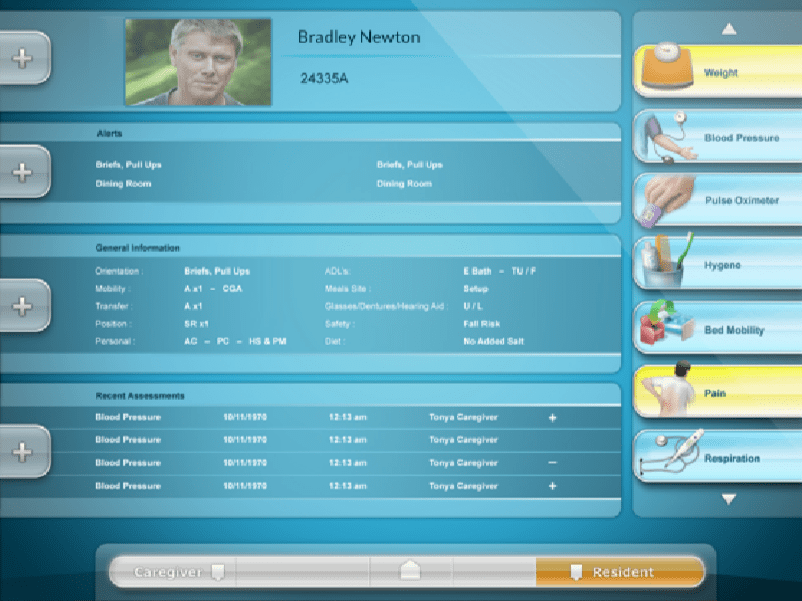 Bradley Newton
24335A
Alerts
Briefs, Pull Ups Briefs, Pull Ups
Dining Room Dining Room
General Information
Orientation : Briefs, Pull Ups ADL's: E Bath – TU / F
Mobility : A x1 – CGA Meals Site : Setup
Transfer : A x1 Glasses/Dentures/Hearing Aid : U / L
Position : SR x1 Safety : Fall Risk
Personal : AC – PC – HS & PM Diet : No Added Salt
Recent Assessments
Blood Pressure 10/11/1970 12:13 am Tonya Caregiver +
Blood Pressure 10/11/1970 12:13 am Tonya Caregiver
Blood Pressure 10/11/1970 12:13 am Tonya Caregiver –
Blood Pressure 10/11/1970 12:13 am Tonya Caregiver +
Weight
Blood Pressure
Pulse Oximeter
Hygene
Bed Mobility
Pain
Respiration
Caregiver
Resident